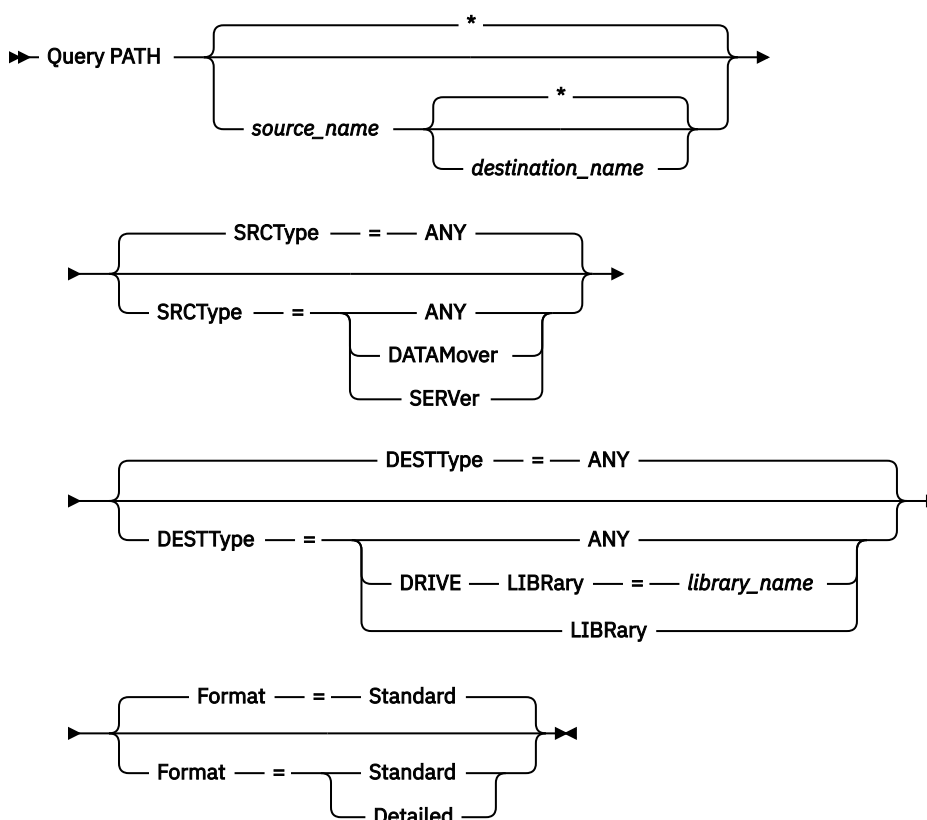 *
Query PATH
*
source_name
destination_name
SRCType = ANY
SRCType = ANY
DATAMover
SERVer
DESTType = ANY
DESTType = ANY
DRIVE LIBRary = library_name
LIBRary
Format = Standard
Format = Standard
Detailed